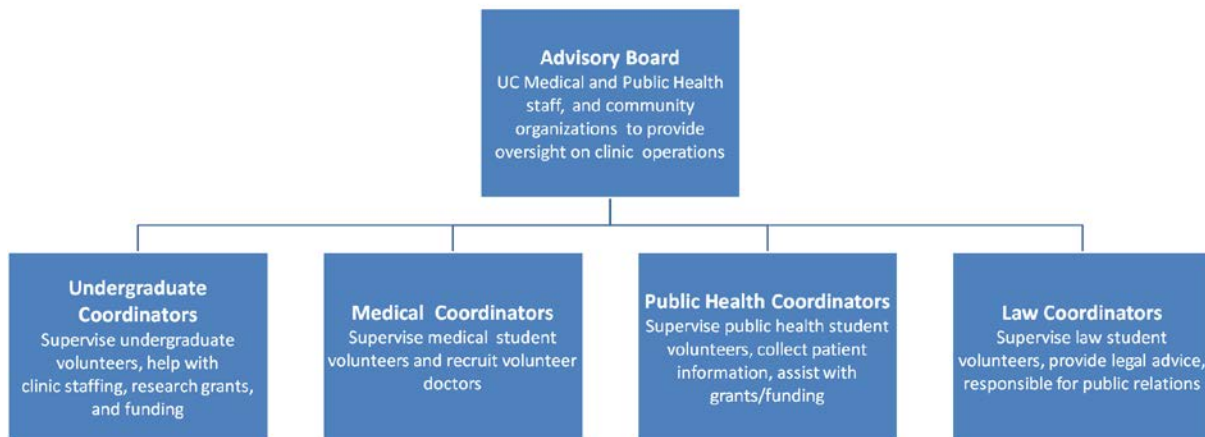 Advisory Board
UC Medical and Public Health
staff, and community
organizations to provide
oversight on clinic operations
Undergraduate
Coordinators
Supervise undergraduate
volunteers, help with
clinic staffing, research grants,
and funding
Medical Coordinators
Supervise medical student
volunteers and recruit volunteer
doctors
Public Health Coordinators
Supervise public health student
volunteers, collect patient
information, assist with
grants/funding
Law Coordinators
Supervise law student
volunteers, provide legal advice,
responsible for public relations